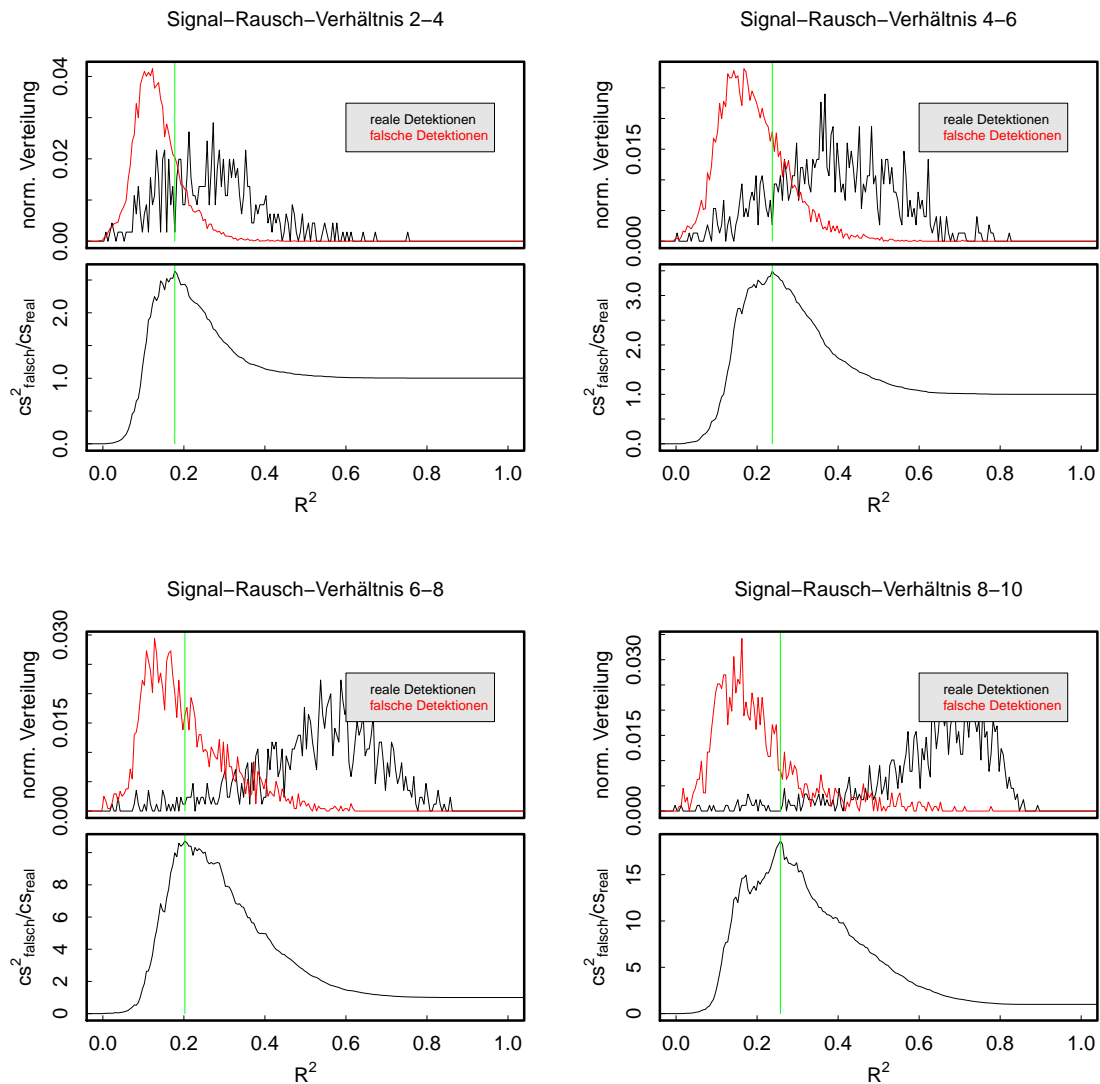 Signal−Rausch−Verhältnis 2−4
norm. Verteilung
0.00 0.02 0.04
reale Detektionen
falsche Detektionen
cs²falsch/csreal
0.0 1.0 2.0
0.0 0.2 0.4 0.6 0.8 1.0
R²
Signal−Rausch−Verhältnis 4−6
norm. Verteilung
0.000 0.015
reale Detektionen
falsche Detektionen
cs²falsch/csreal
0.0 1.0 2.0 3.0
0.0 0.2 0.4 0.6 0.8 1.0
R²
Signal−Rausch−Verhältnis 6−8
norm. Verteilung
0.000 0.015 0.030
reale Detektionen
falsche Detektionen
cs²falsch/csreal
0 2 4 6 8
0.0 0.2 0.4 0.6 0.8 1.0
R²
Signal−Rausch−Verhältnis 8−10
norm. Verteilung
0.000 0.015 0.030
reale Detektionen
falsche Detektionen
cs²falsch/csreal
0 5 10 15
0.0 0.2 0.4 0.6 0.8 1.0
R²